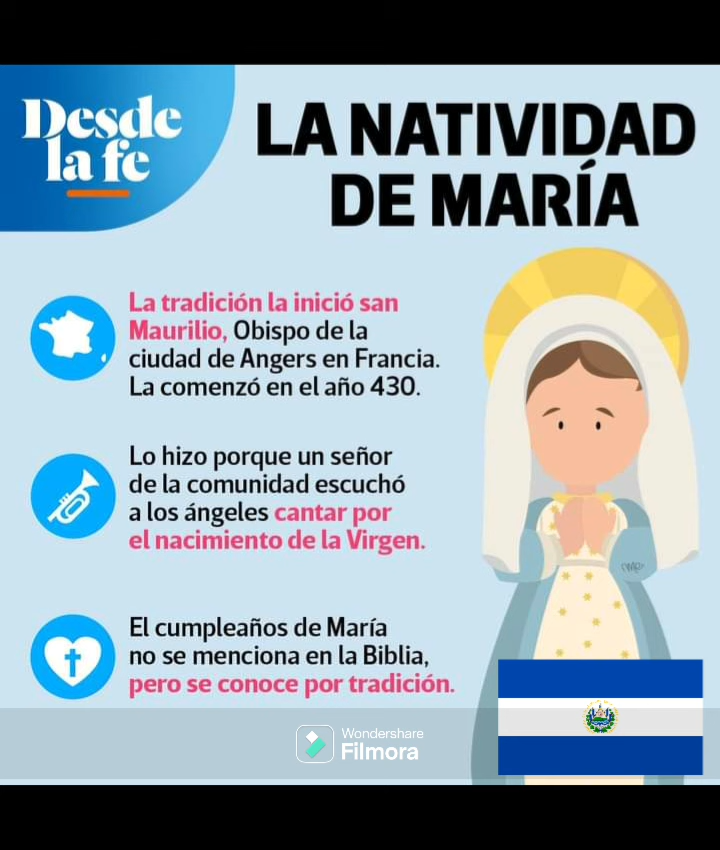 Desde
la fe
LA NATIVIDAD
DE MARÍA
La tradición la inició san
Maurilio, Obispo de la
ciudad de Angers en Francia.
La comenzó en el año 430.
Lo hizo porque un señor
de la comunidad escuchó
a los ángeles cantar por
el nacimiento de la Virgen.
El cumpleaños de María
no se menciona en la Biblia,
pero se conoce por tradición.
Wondershare
Filmora